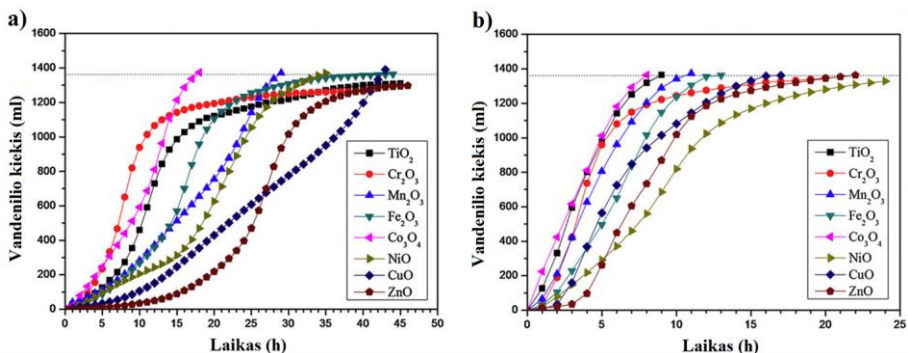 a)
1600
1400
1200
1000
800
600
400
200
0
Vandenilio kiekis (ml)
TiO₂
Cr₂O₃
Mn₂O₃
Fe₂O₃
Co₃O₄
NiO
CuO
ZnO
0 5 10 15 20 25 30 35 40 45 50
Laikas (h)
b)
1600
1400
1200
1000
800
600
400
200
0
Vandenilio kiekis (ml)
TiO₂
Cr₂O₃
Mn₂O₃
Fe₂O₃
Co₃O₄
NiO
CuO
ZnO
0 5 10 15 20 25
Laikas (h)